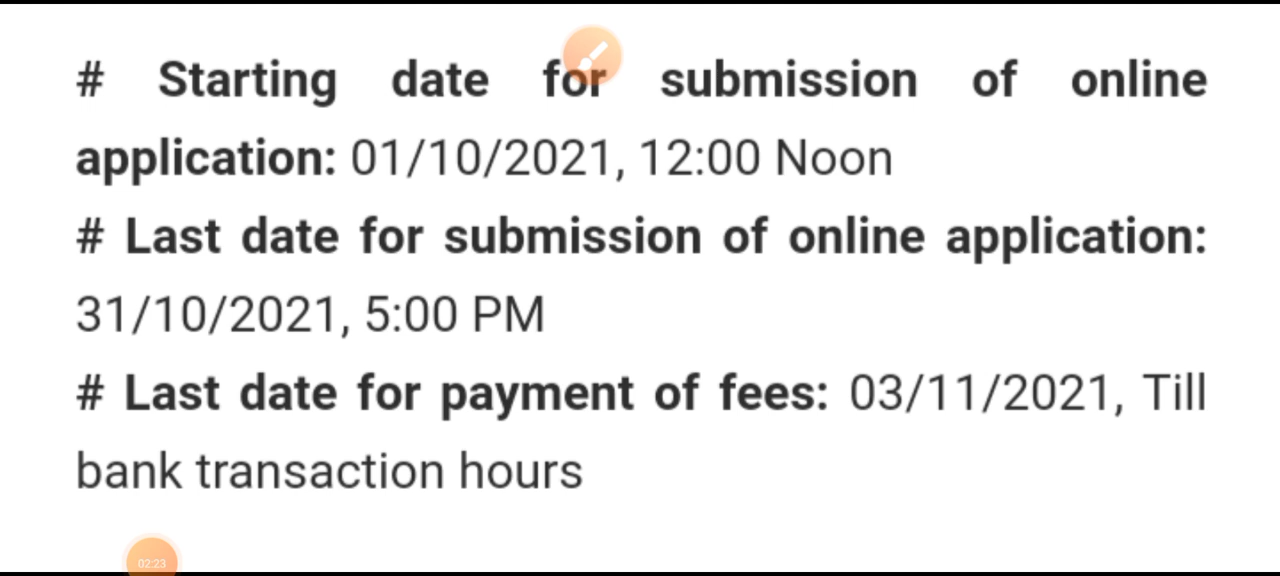 # Starting date for submission of online
application: 01/10/2021, 12:00 Noon
# Last date for submission of online application:
31/10/2021, 5:00 PM
# Last date for payment of fees: 03/11/2021, Till
bank transaction hours
02:23